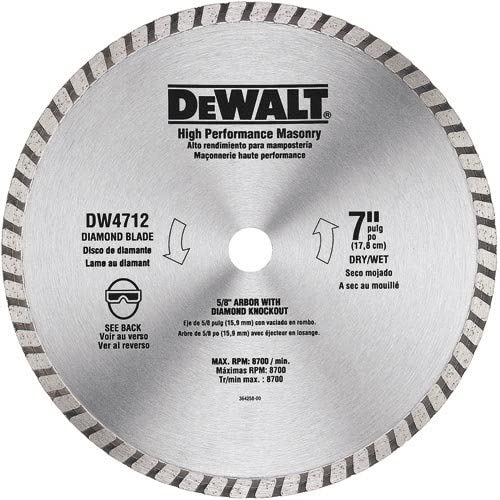 DEWALT
High Performance Masonry
Alto rendimiento para mampostería
Maçonnerie haute performance
DW4712
DIAMOND BLADE
Disco de diamante
Lame au diamant
7" pulg
po
(17,8 cm)
DRY/WET
Seco mojado
A sec au mouillé
SEE BACK
Voir au verso
Ver al reverso
5/8" ARBOR WITH
DIAMOND KNOCKOUT
Eje de 5/8 pulg (15,9 mm) con vaciado en rombo.
Arbre de 5/8 po (15,9 mm) avec éjecteur en losange.
MAX. RPM: 8700 / min.
Máximas RPM: 8700
Tr/min max. : 8700
364258-00